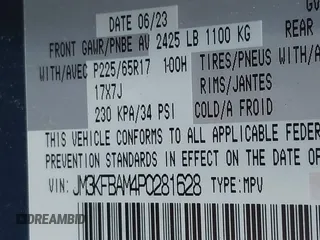 DATE 06/23
GV
FRONT GAWR/PNBE AV 2425 LB 1100 KG
REAR
WITH/AVEC P225/65R17 100H TIRES/PNEUS WITH
17X7J RIMS/JANTES
230 KPA/34 PSI COLD/A FROID
THIS VEHICLE CONFORMS TO ALL APPLICABLE FEDER
PREVENTION STANDARDS IN EFFECT ON THE DATE OF
VIN: JM3KFBAM4P0281628 TYPE: MPV
DREAMBID